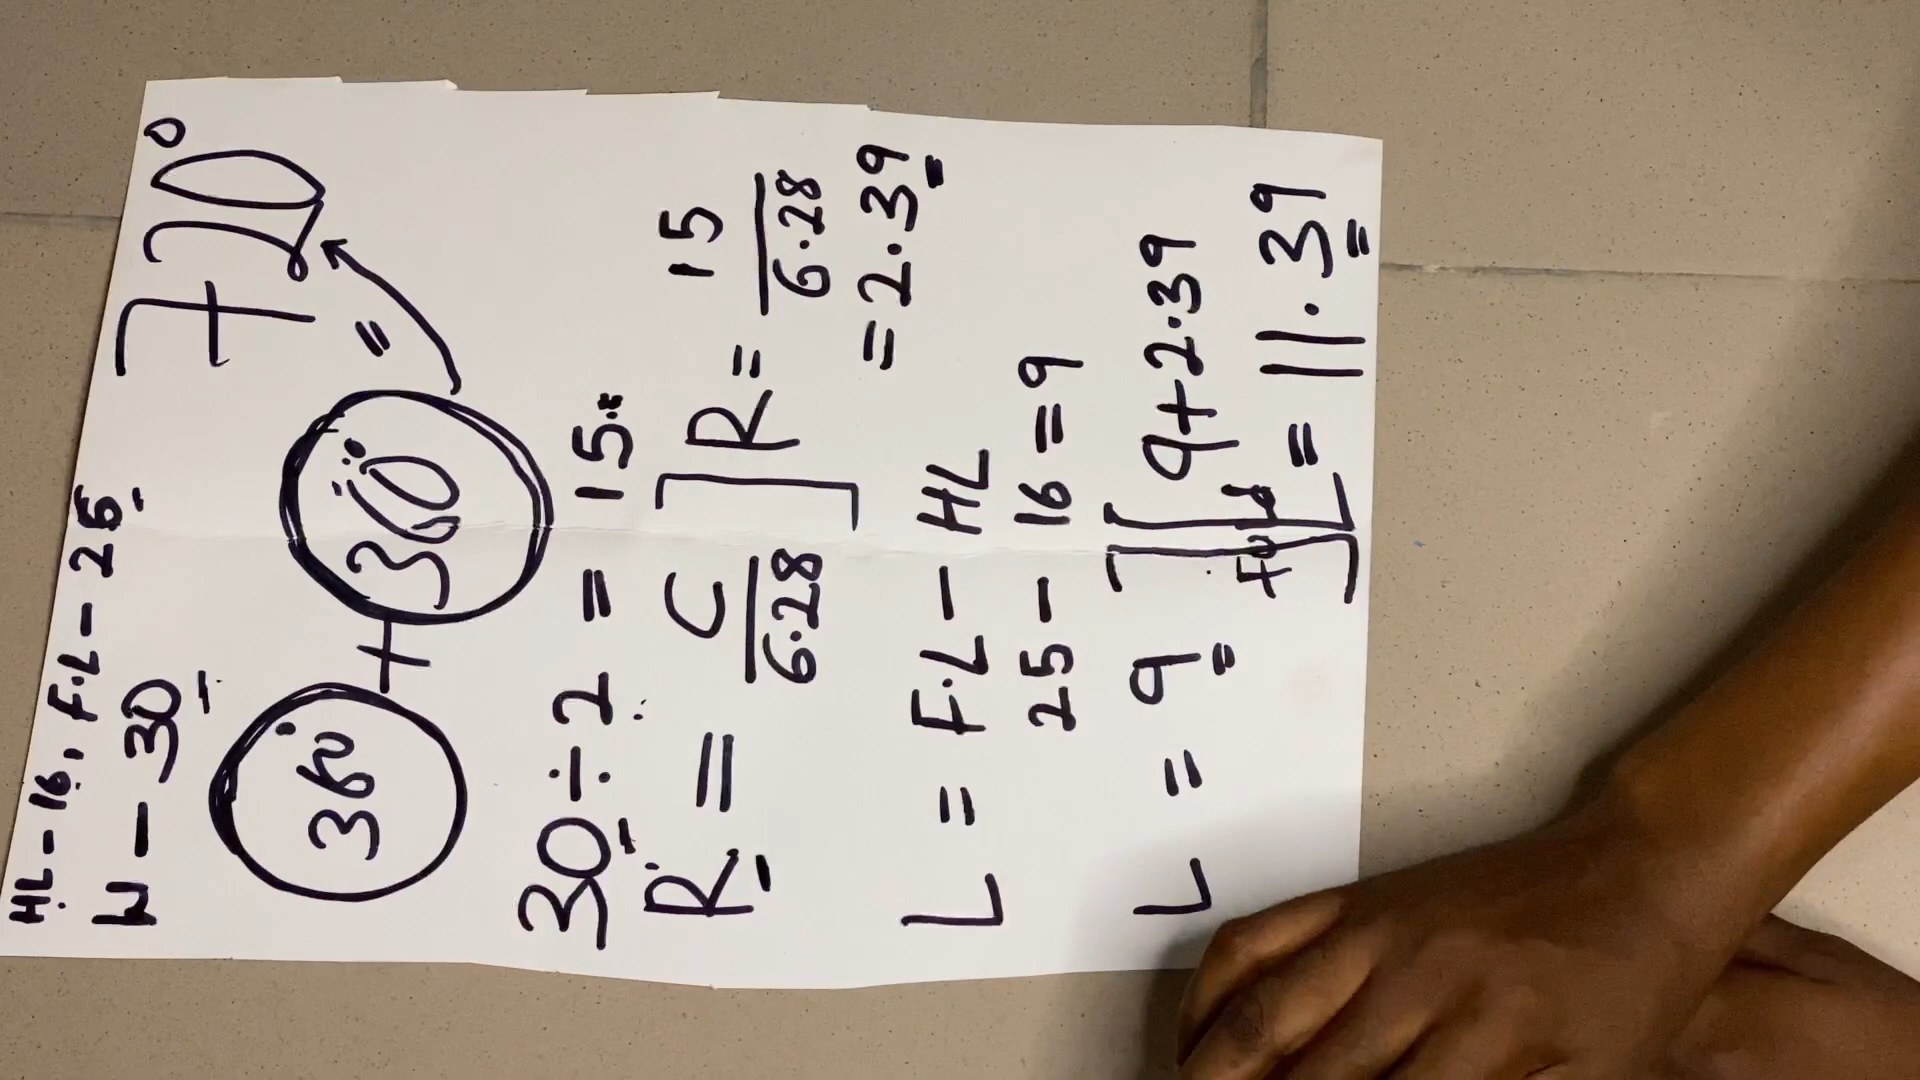 HL - 16, F.L - 25
W - 30
360° + 360° = 720°
30 ÷ 2 = 15
R = C / 6.28 ] R = 15 / 6.28
= 2.39
L = F.L - HL
25 - 16 = 9
L = 9 ] [ 9 + 2.39
Fuld
] L = 11.39